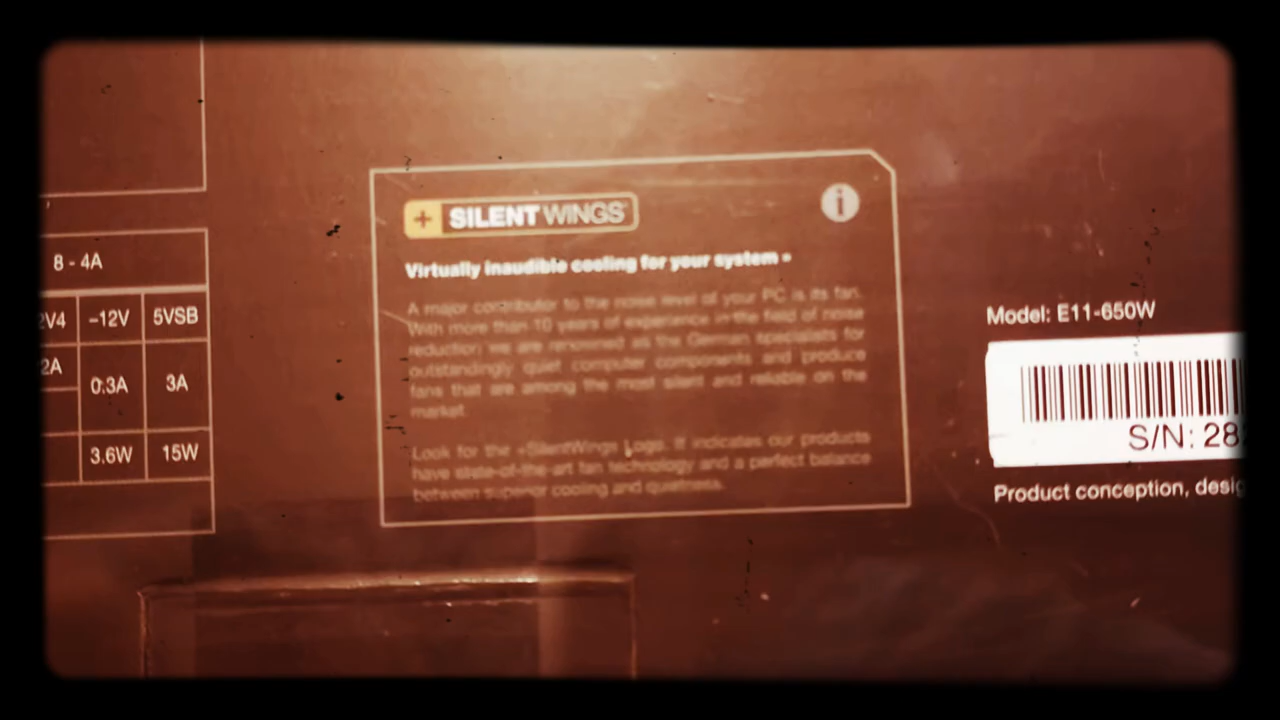 8 - 4A
2V4 –12V 5VSB
2A 0.3A 3A
3.6W 15W
+ SILENT WINGS
i
Virtually inaudible cooling for your system
A major contributor to the noise level of your PC is its fan.
With more than 10 years of experience in the field of noise
reduction we are renowned as the German specialists for
outstandingly quiet computer components and produce
fans that are among the most silent and reliable on the
market.
Look for the +SilentWings Logo. It indicates our products
have state-of-the-art fan technology and a perfect balance
between superior cooling and quietness.
Model: E11-650W
S/N: 28
Product conception, desig